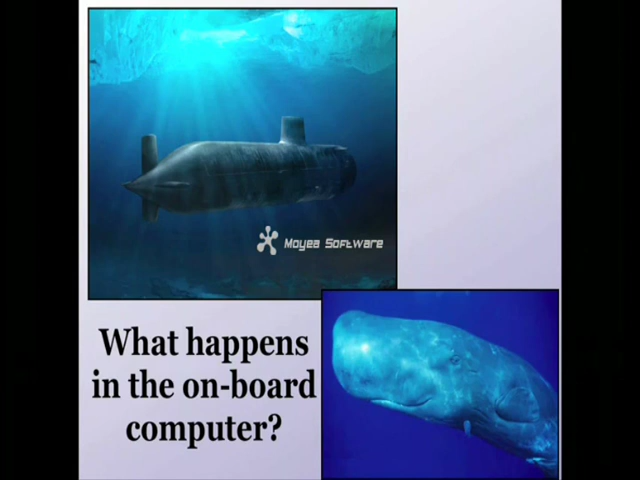 Moyea Software
What happens
in the on-board
computer?